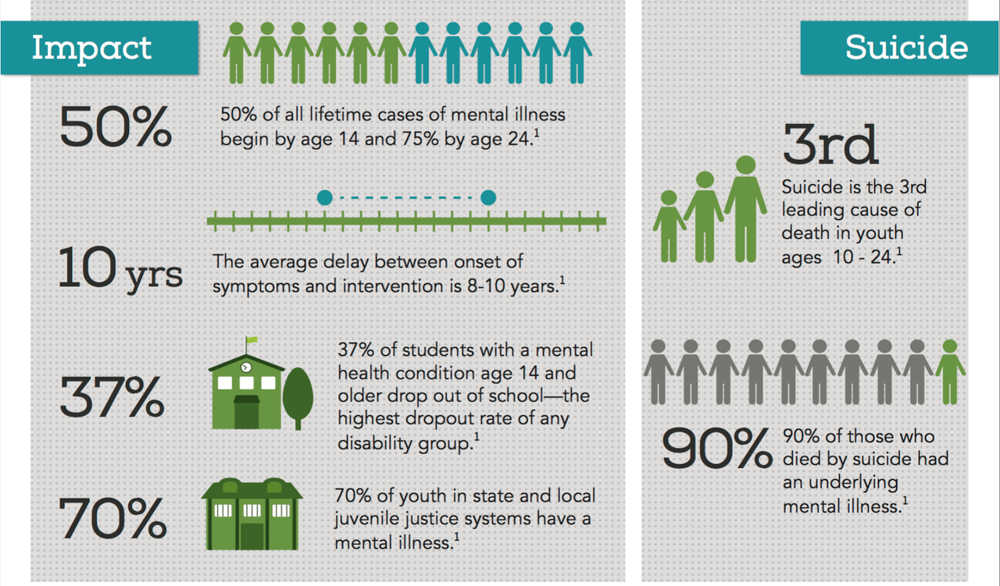 Impact
50%
50% of all lifetime cases of mental illness
begin by age 14 and 75% by age 24.¹
10 yrs
The average delay between onset of
symptoms and intervention is 8-10 years.¹
37%
37% of students with a mental
health condition age 14 and
older drop out of school—the
highest dropout rate of any
disability group.¹
70%
70% of youth in state and local
juvenile justice systems have a
mental illness.¹
Suicide
3rd
Suicide is the 3rd
leading cause of
death in youth
ages 10 - 24.¹
90%
90% of those who
died by suicide had
an underlying
mental illness.¹